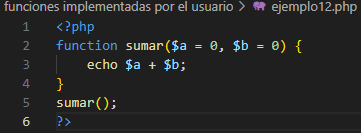 funciones implementadas por el usuario > ejemplo12.php
1 <?php
2 function sumar($a = 0, $b = 0) {
3     echo $a + $b;
4 }
5 sumar();
6 ?>